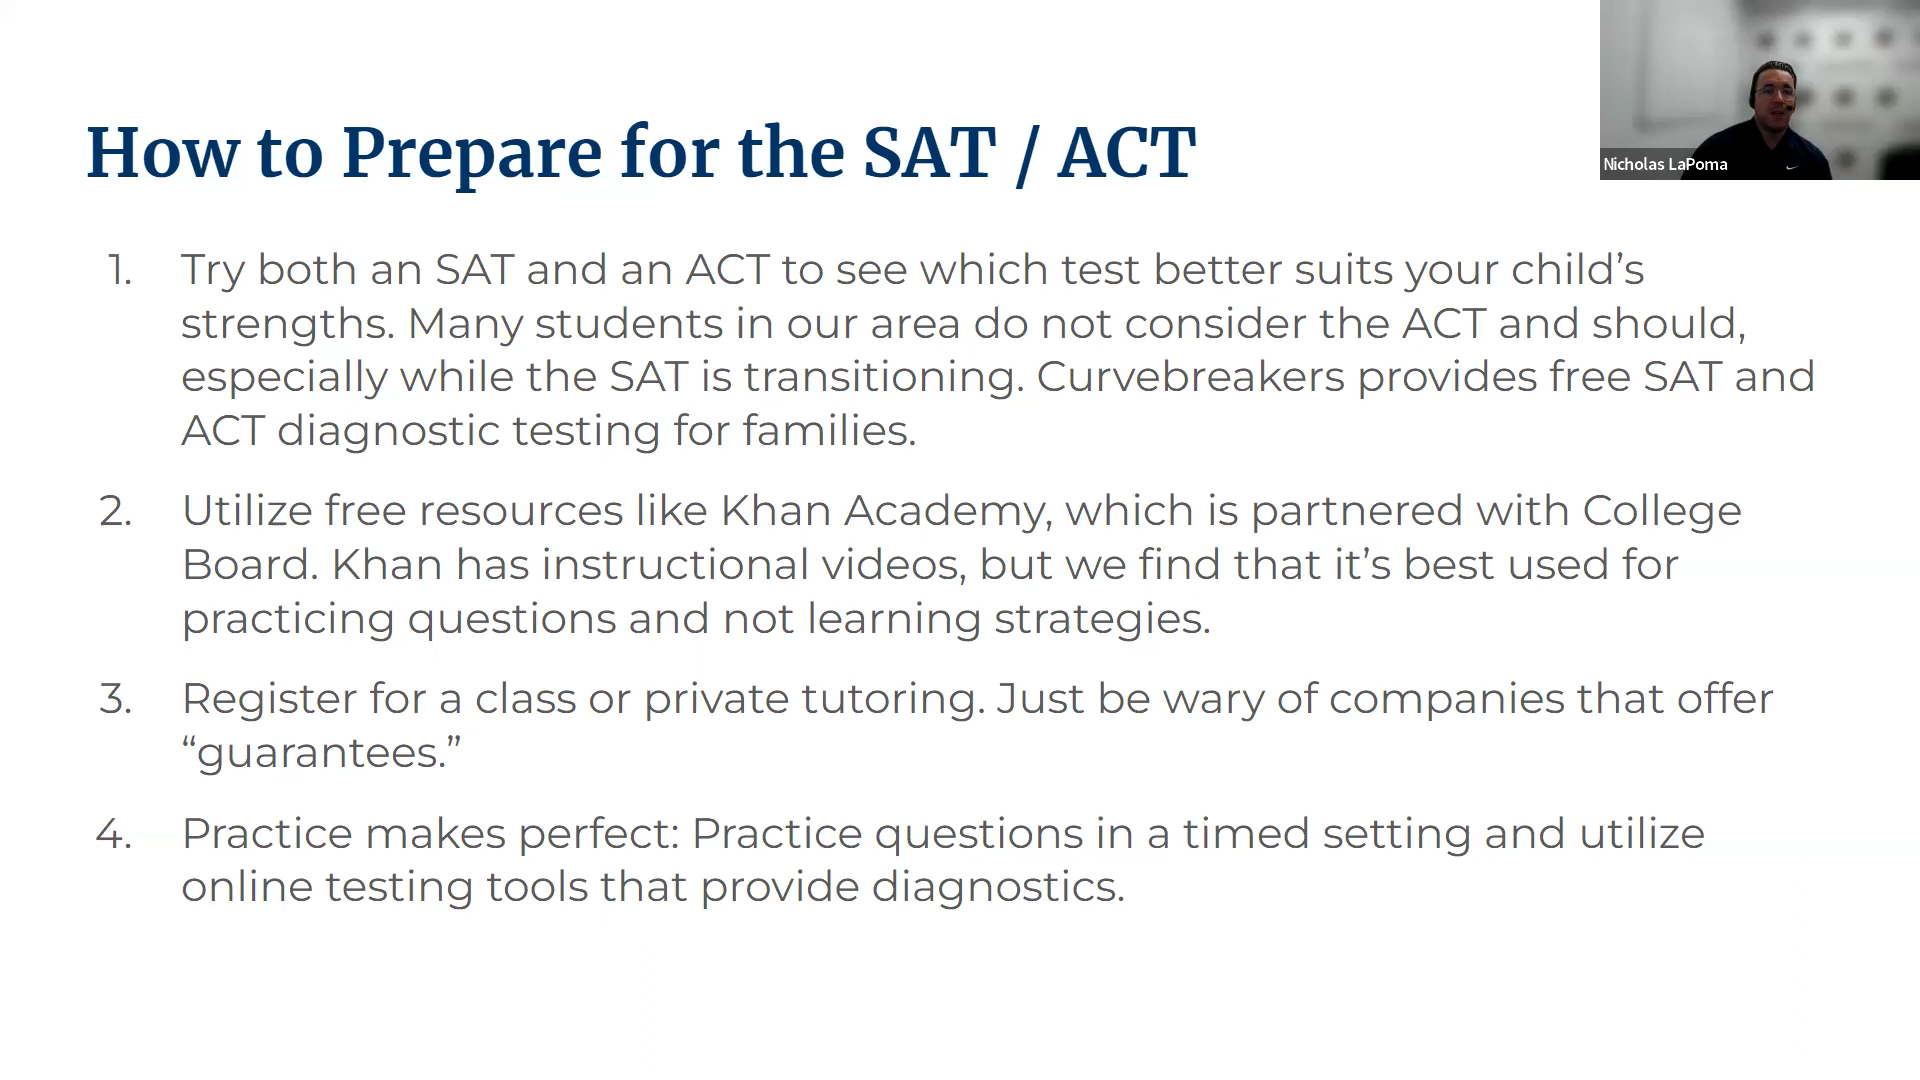 How to Prepare for the SAT / ACT
Nicholas LaPoma
1. Try both an SAT and an ACT to see which test better suits your child’s
strengths. Many students in our area do not consider the ACT and should,
especially while the SAT is transitioning. Curvebreakers provides free SAT and
ACT diagnostic testing for families.
2. Utilize free resources like Khan Academy, which is partnered with College
Board. Khan has instructional videos, but we find that it’s best used for
practicing questions and not learning strategies.
3. Register for a class or private tutoring. Just be wary of companies that offer
“guarantees.”
4. Practice makes perfect: Practice questions in a timed setting and utilize
online testing tools that provide diagnostics.